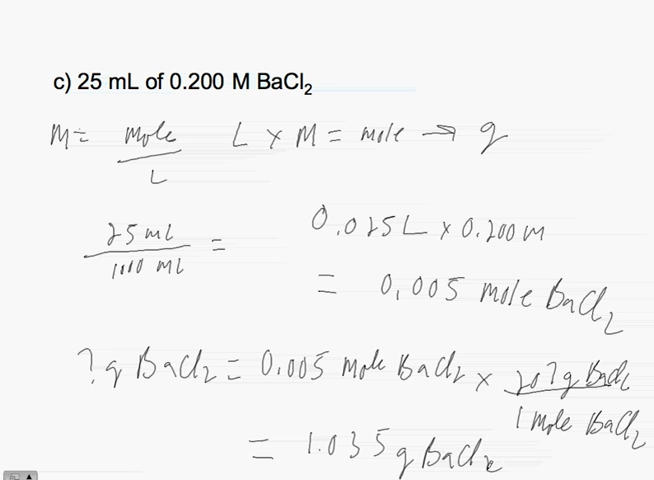 c) 25 mL of 0.200 M BaCl₂
M = mole / L L x M = mole → g
25 mL / 1000 mL = 0.025 L x 0.200 M
= 0.005 mole BaCl₂
? g BaCl₂ = 0.005 mole BaCl₂ x 207 g BaCl₂ / 1 mole BaCl₂
= 1.035 g BaCl₂